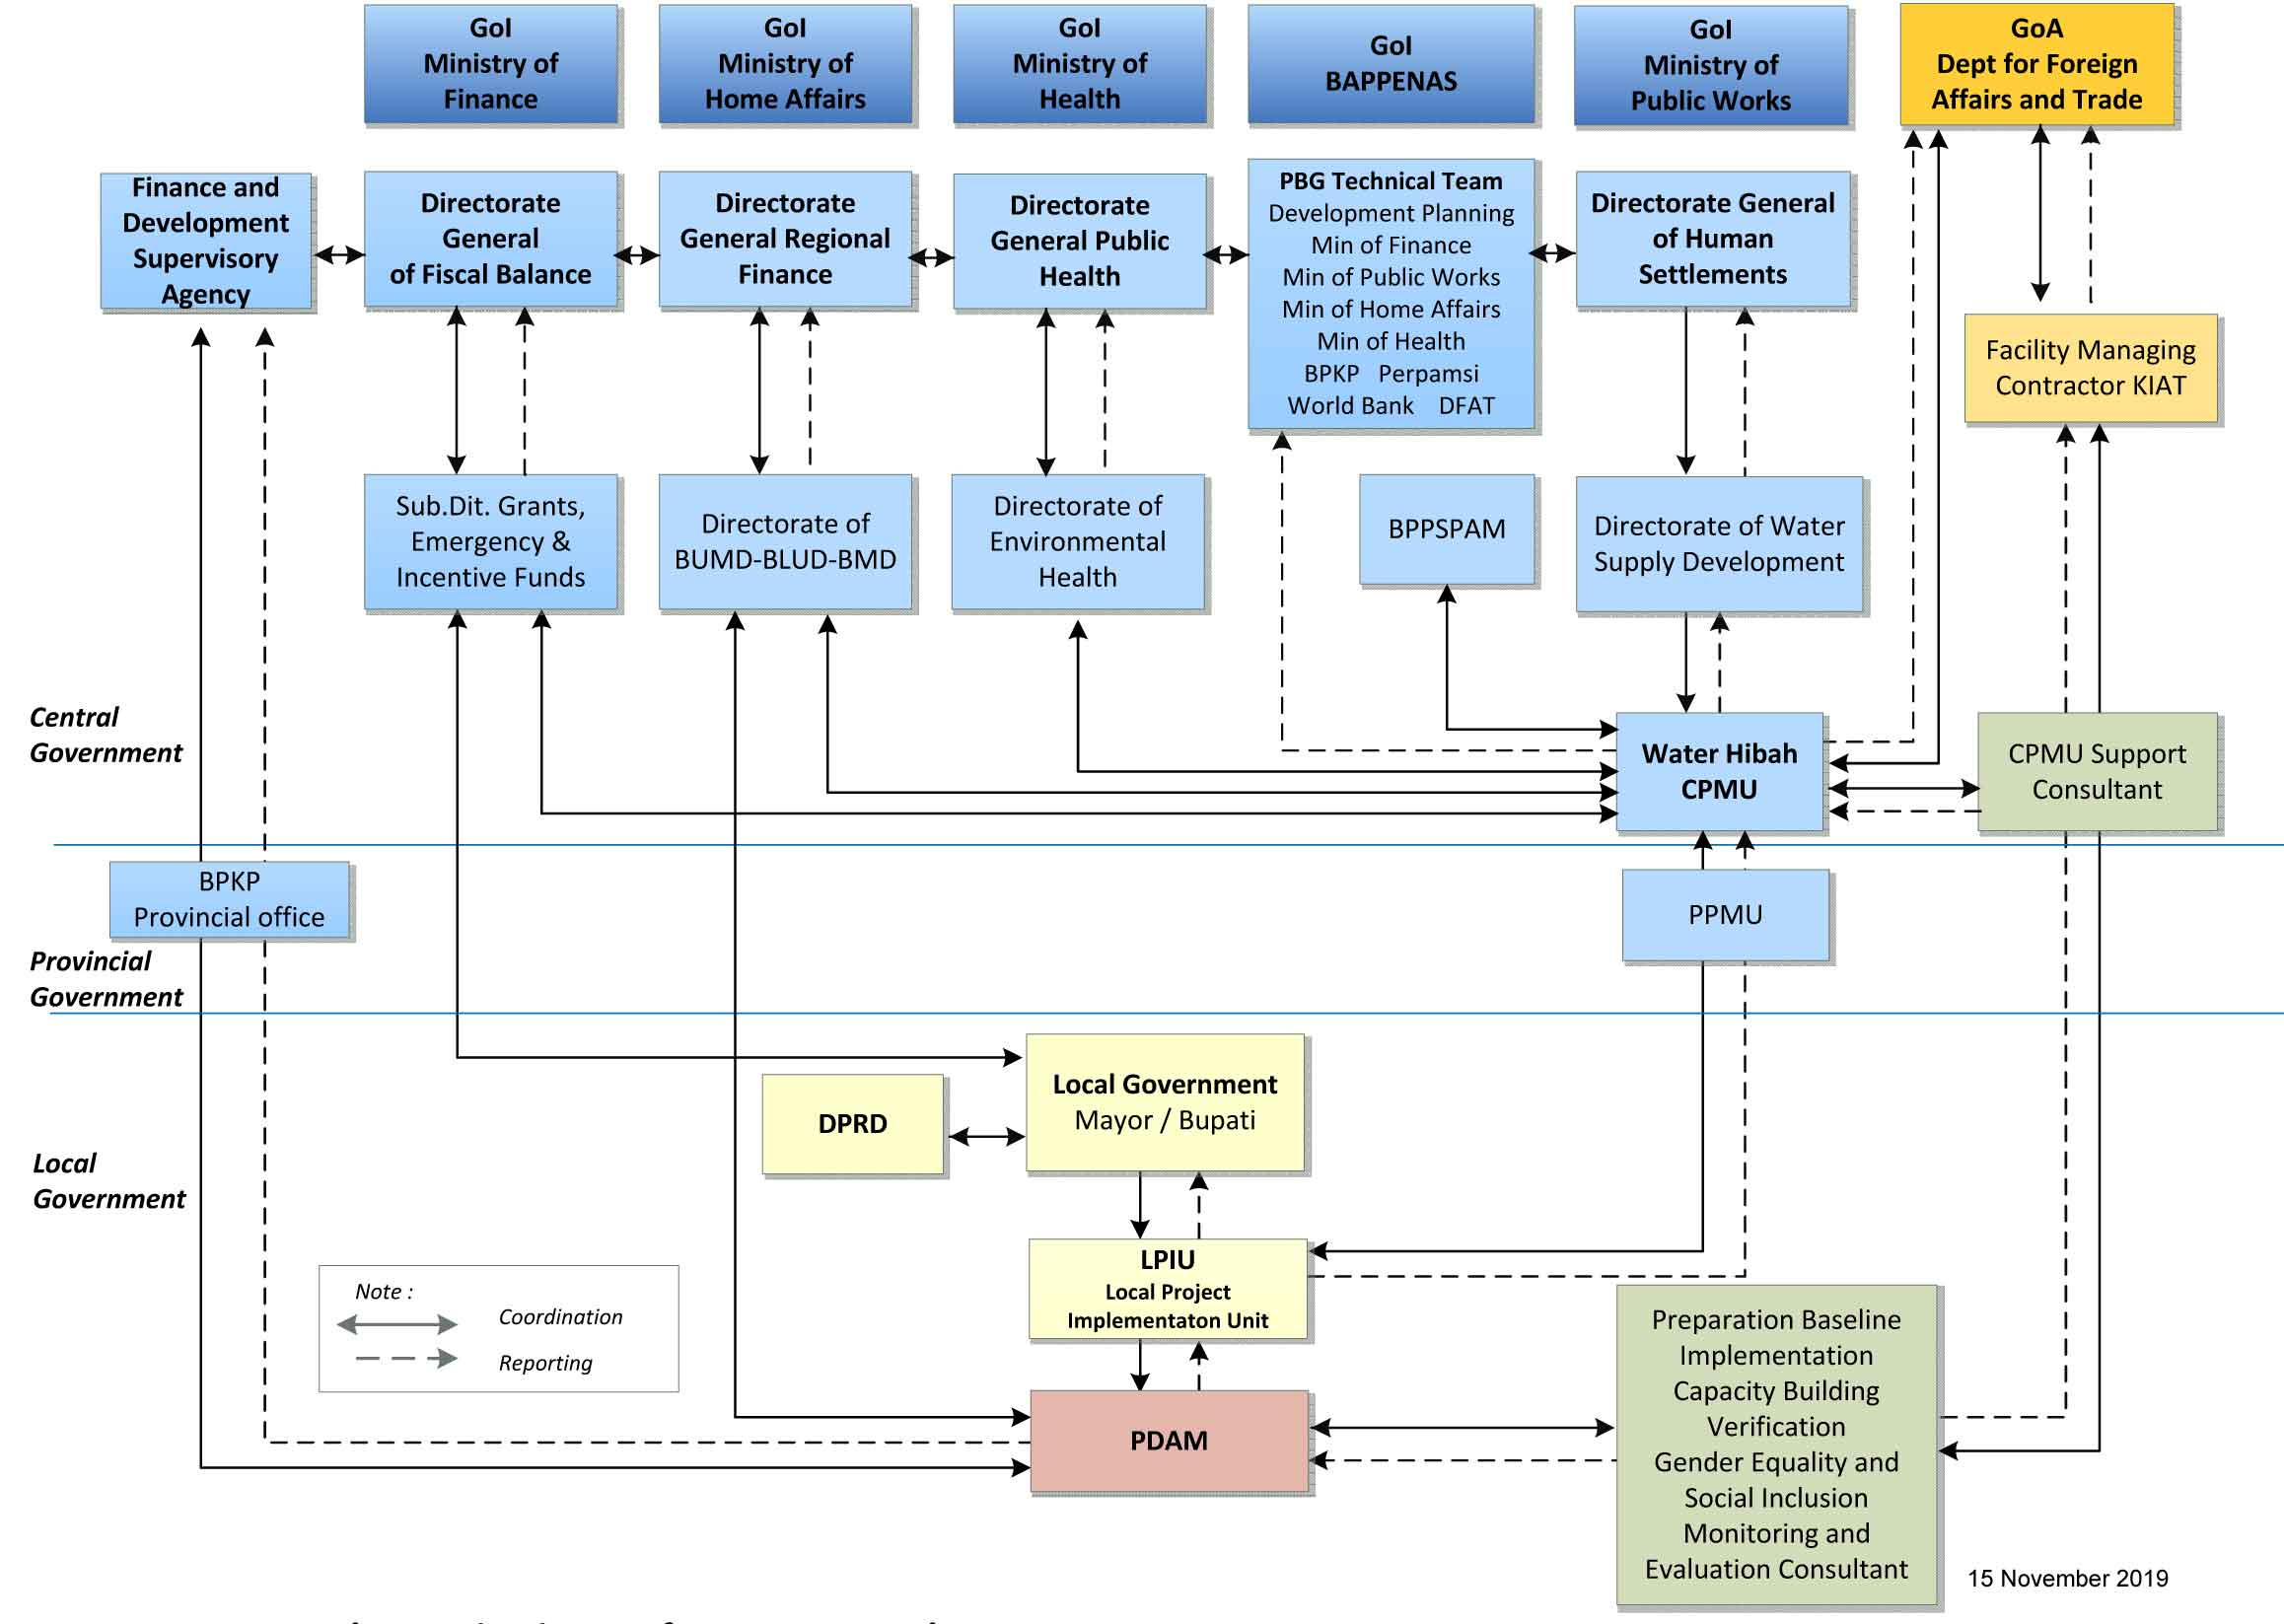 GoI
Ministry of
Finance
GoI
Ministry of
Home Affairs
GoI
Ministry of
Health
GoI
BAPPENAS
GoI
Ministry of
Public Works
GoA
Dept for Foreign
Affairs and Trade
Finance and
Development
Supervisory
Agency
Directorate
General
of Fiscal Balance
Directorate
General Regional
Finance
Directorate
General Public
Health
PBG Technical Team
Development Planning
Min of Finance
Min of Public Works
Min of Home Affairs
Min of Health
BPKP Perpamsi
World Bank DFAT
Directorate General
of Human
Settlements
Facility Managing
Contractor KIAT
Sub.Dit. Grants,
Emergency &
Incentive Funds
Directorate of
BUMD-BLUD-BMD
Directorate of
Environmental
Health
BPPSPAM
Directorate of Water
Supply Development
Central
Government
Water Hibah
CPMU
CPMU Support
Consultant
BPKP
Provincial office
PPMU
Provincial
Government
Local Government
Mayor / Bupati
DPRD
Local
Government
LPIU
Local Project
Implementaton Unit
Note :
Coordination
Reporting
PDAM
Preparation Baseline
Implementation
Capacity Building
Verification
Gender Equality and
Social Inclusion
Monitoring and
Evaluation Consultant
15 November 2019